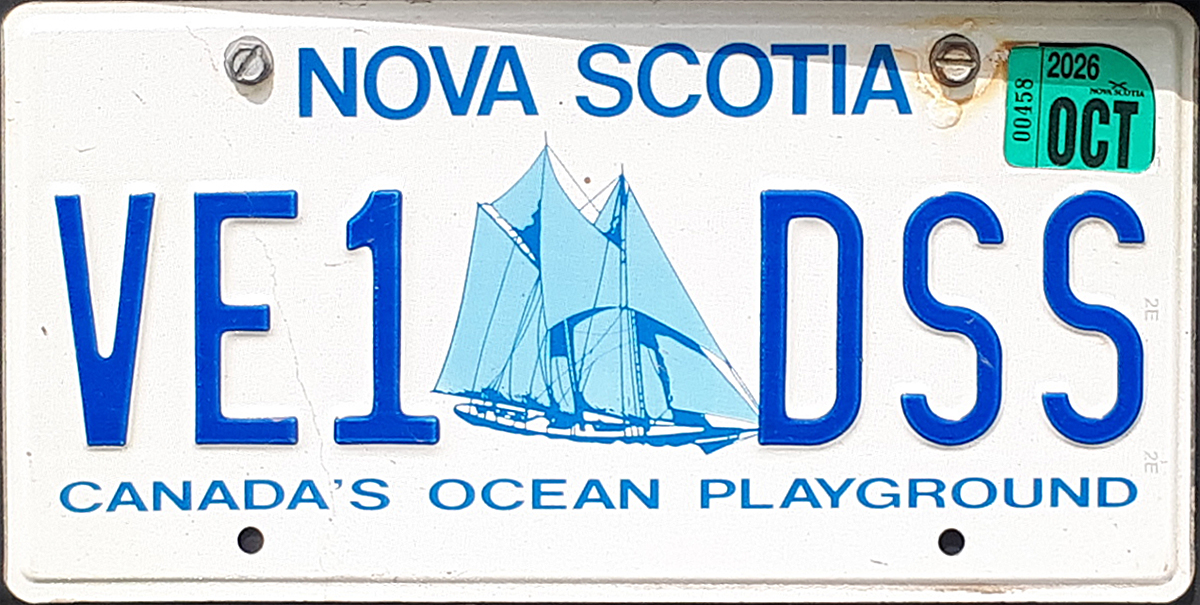 NOVA SCOTIA
2026
NOVA SCOTIA
00458
OCT
VE1 DSS
2E
2E
CANADA'S OCEAN PLAYGROUND